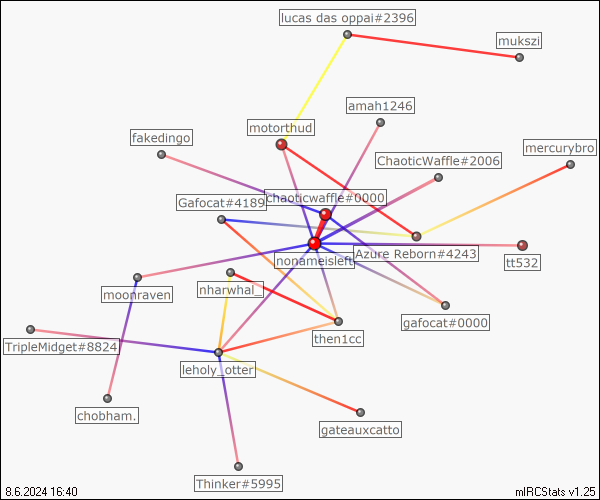 lucas das oppai#2396
mukszi
amah1246
motorthud
fakedingo
mercurybro
ChaoticWaffle#2006
chaoticwaffle#0000
Gafocat#4189
Azure Reborn#4243
nonameisleft
tt532
nharwhal_
moonraven
gafocat#0000
then1cc
TripleMidget#8824
leholy_otter
chobham.
gateauxcatto
Thinker#5995
8.6.2024 16:40
mIRCStats v1.25